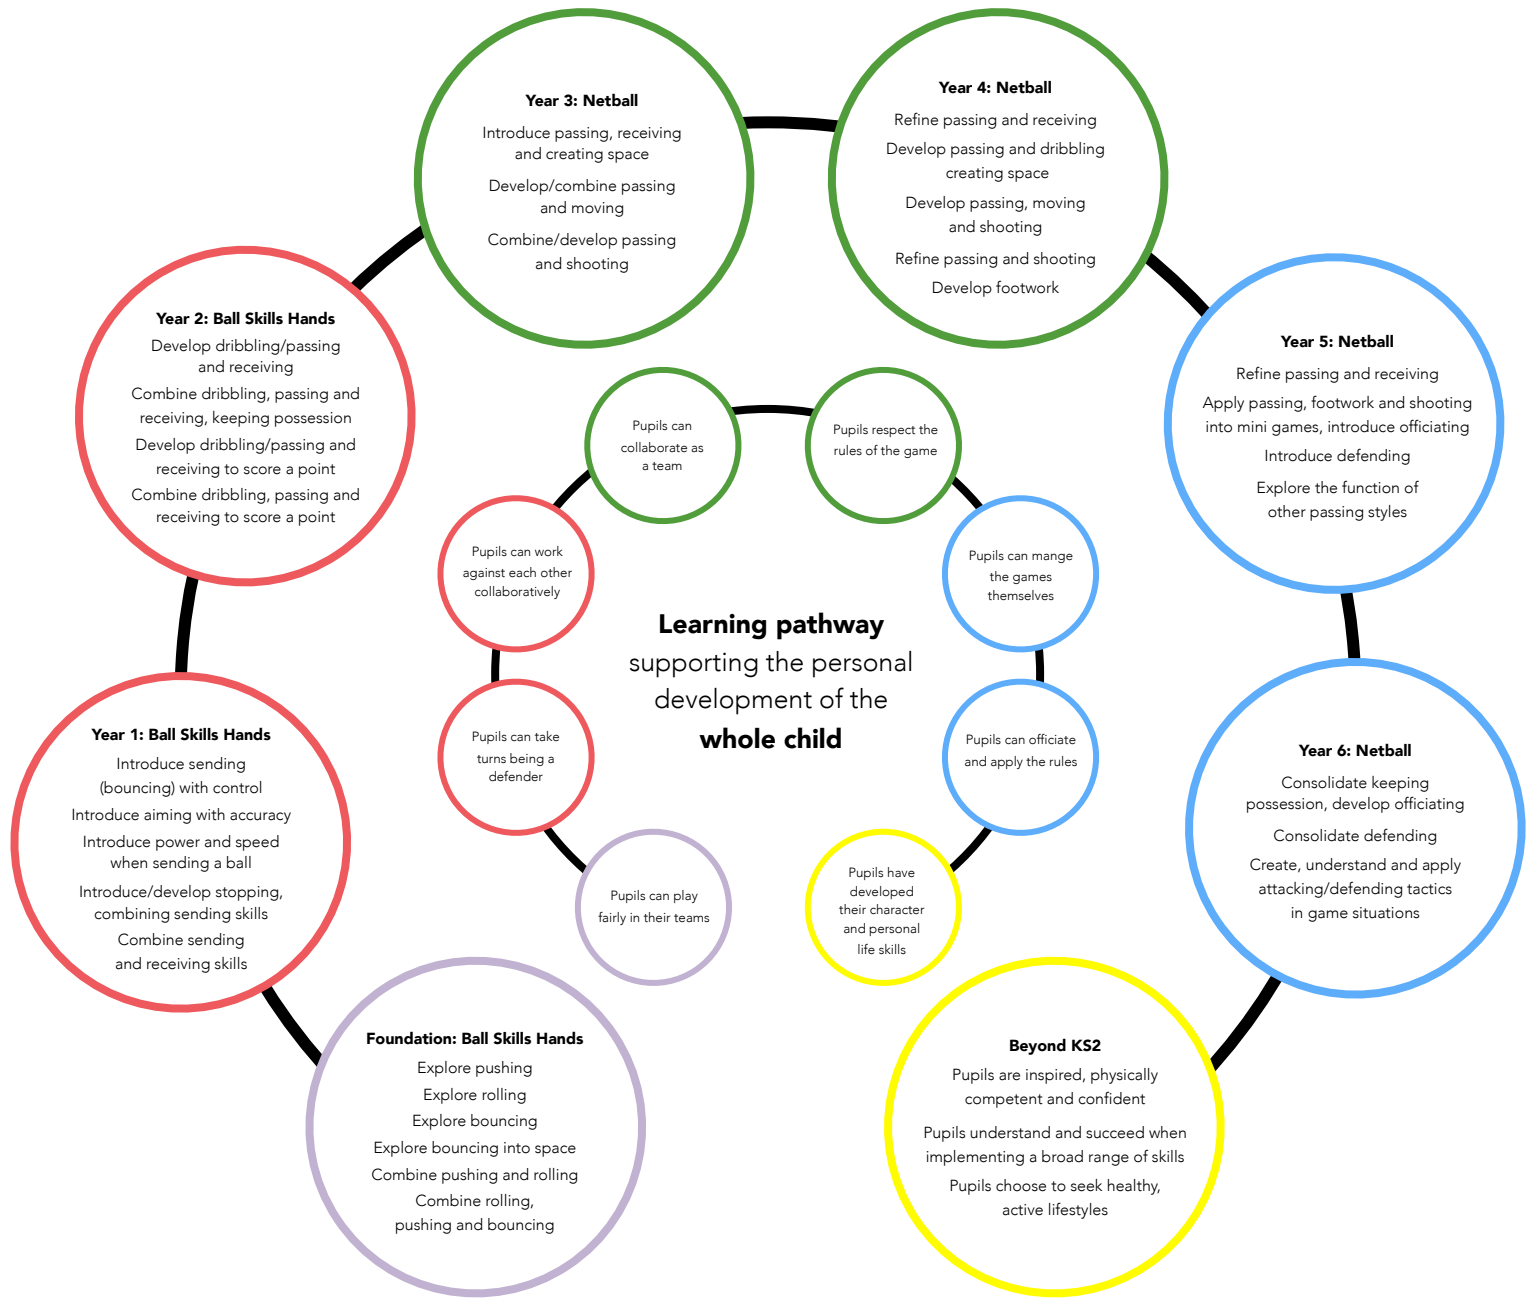 Year 3: Netball
Introduce passing, receiving
and creating space
Develop/combine passing
and moving
Combine/develop passing
and shooting
Year 4: Netball
Refine passing and receiving
Develop passing and dribbling
creating space
Develop passing, moving
and shooting
Refine passing and shooting
Develop footwork
Year 2: Ball Skills Hands
Develop dribbling/passing
and receiving
Combine dribbling, passing and
receiving, keeping possession
Develop dribbling/passing and
receiving to score a point
Combine dribbling, passing and
receiving to score a point
Year 5: Netball
Refine passing and receiving
Apply passing, footwork and shooting
into mini games, introduce officiating
Introduce defending
Explore the function of
other passing styles
Pupils can
collaborate as
a team
Pupils respect the
rules of the game
Pupils can work
against each other
collaboratively
Pupils can mange
the games
themselves
Learning pathway
supporting the personal
development of the
whole child
Pupils can take
turns being a
defender
Pupils can officiate
and apply the rules
Year 1: Ball Skills Hands
Introduce sending
(bouncing) with control
Introduce aiming with accuracy
Introduce power and speed
when sending a ball
Introduce/develop stopping,
combining sending skills
Combine sending
and receiving skills
Year 6: Netball
Consolidate keeping
possession, develop officiating
Consolidate defending
Create, understand and apply
attacking/defending tactics
in game situations
Pupils can play
fairly in their teams
Pupils have
developed
their character
and personal
life skills
Foundation: Ball Skills Hands
Explore pushing
Explore rolling
Explore bouncing
Explore bouncing into space
Combine pushing and rolling
Combine rolling,
pushing and bouncing
Beyond KS2
Pupils are inspired, physically
competent and confident
Pupils understand and succeed when
implementing a broad range of skills
Pupils choose to seek healthy,
active lifestyles